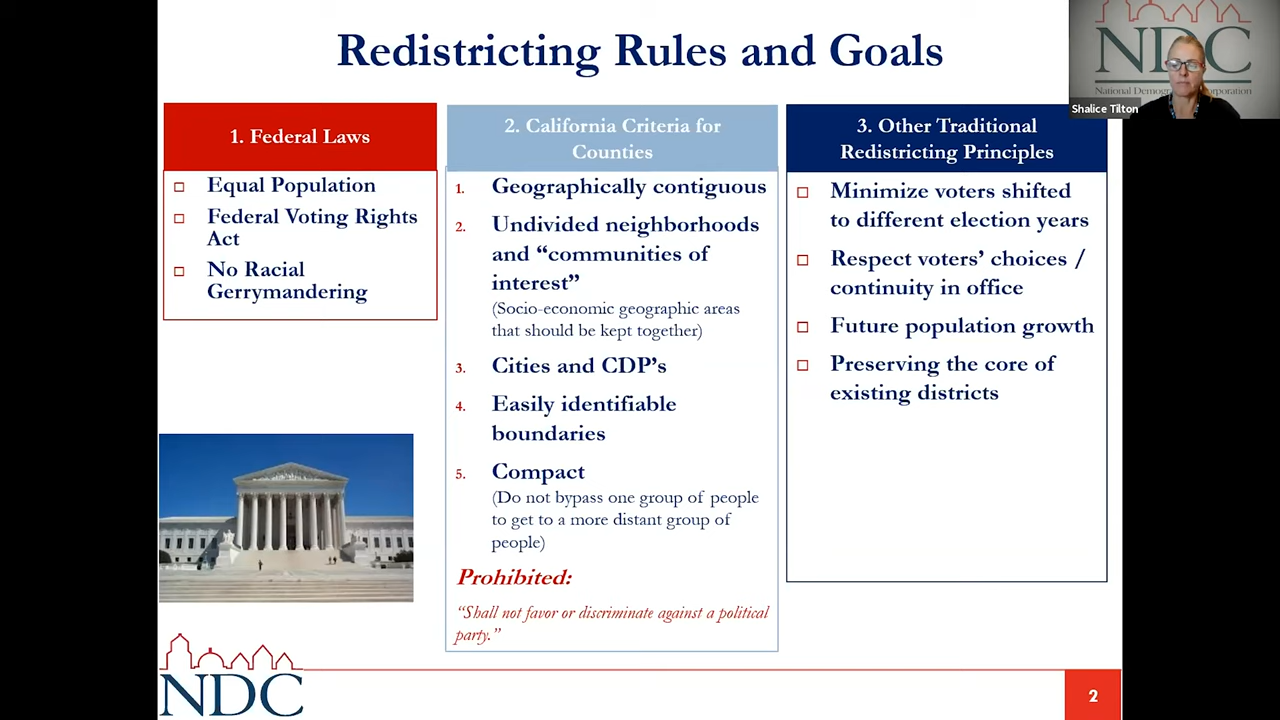 Redistricting Rules and Goals
1. Federal Laws
□ Equal Population
□ Federal Voting Rights
Act
□ No Racial
Gerrymandering
2. California Criteria for
Counties
1. Geographically contiguous
2. Undivided neighborhoods
and “communities of
interest”
(Socio-economic geographic areas
that should be kept together)
3. Cities and CDP’s
4. Easily identifiable
boundaries
5. Compact
(Do not bypass one group of people
to get to a more distant group of
people)
Prohibited:
“Shall not favor or discriminate against a political
party.”
3. Other Traditional
Redistricting Principles
□ Minimize voters shifted
to different election years
□ Respect voters’ choices /
continuity in office
□ Future population growth
□ Preserving the core of
existing districts
NDC
2
NDC
National
Shalice Tilton